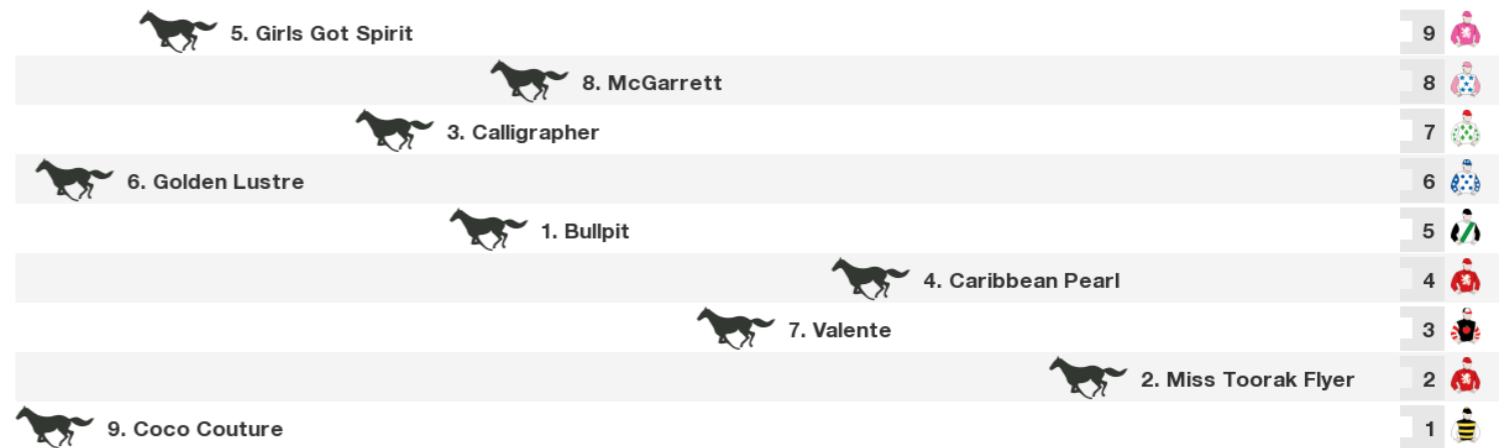 5. Girls Got Spirit 9
8. McGarrett 8
3. Calligrapher 7
6. Golden Lustre 6
1. Bullpit 5
4. Caribbean Pearl 4
7. Valente 3
2. Miss Toorak Flyer 2
9. Coco Couture 1